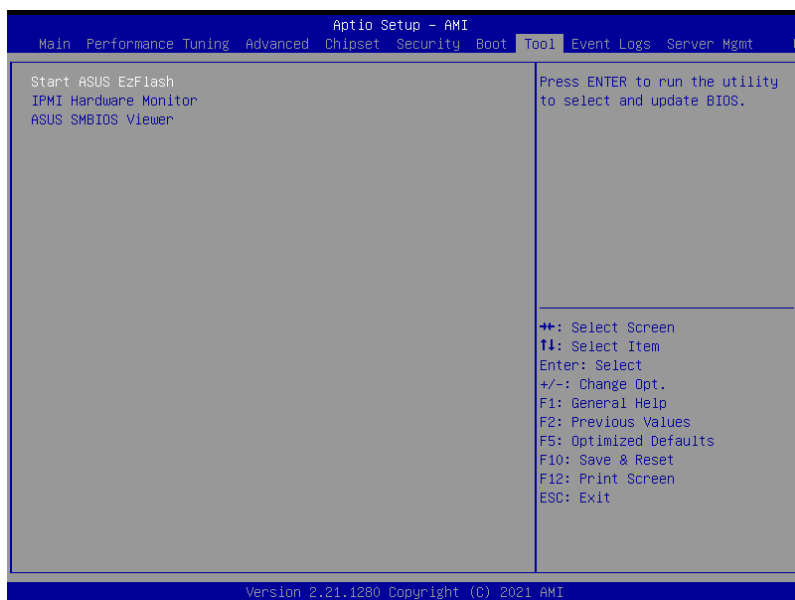 Aptio Setup - AMI
Main Performance Tuning Advanced Chipset Security Boot Tool Event Logs Server Mgmt
Start ASUS EzFlash
IPMI Hardware Monitor
ASUS SMBIOS Viewer
Press ENTER to run the utility
to select and update BIOS.
→←: Select Screen
↑↓: Select Item
Enter: Select
+/-: Change Opt.
F1: General Help
F2: Previous Values
F5: Optimized Defaults
F10: Save & Reset
F12: Print Screen
ESC: Exit
Version 2.21.1280 Copyright (C) 2021 AMI